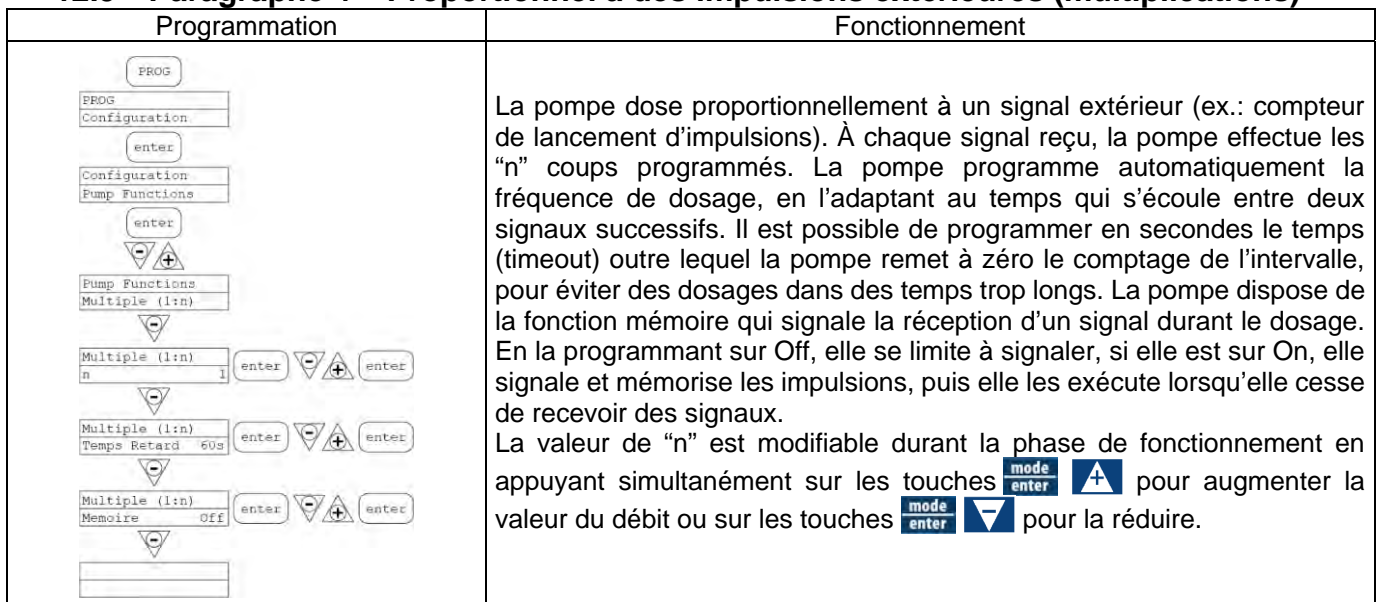 Paragraphe – Proportionnel à des impulsions extérieures (multiplications)
Programmation
Fonctionnement
PROG
PROG
Configuration
enter
Configuration
Pump Functions
enter
Pump Functions
Multiple (1:n)
Multiple (1:n)
n 1
enter enter
Multiple (1:n)
Temps Retard 60s
enter enter
Multiple (1:n)
Memoire Off
enter enter
La pompe dose proportionnellement à un signal extérieur (ex.: compteur
de lancement d’impulsions). À chaque signal reçu, la pompe effectue les
“n” coups programmés. La pompe programme automatiquement la
fréquence de dosage, en l’adaptant au temps qui s’écoule entre deux
signaux successifs. Il est possible de programmer en secondes le temps
(timeout) outre lequel la pompe remet à zéro le comptage de l’intervalle,
pour éviter des dosages dans des temps trop longs. La pompe dispose de
la fonction mémoire qui signale la réception d’un signal durant le dosage.
En la programmant sur Off, elle se limite à signaler, si elle est sur On, elle
signale et mémorise les impulsions, puis elle les exécute lorsqu’elle cesse
de recevoir des signaux.
La valeur de “n” est modifiable durant la phase de fonctionnement en
appuyant simultanément sur les touches mode enter + pour augmenter la
valeur du débit ou sur les touches mode enter − pour la réduire.